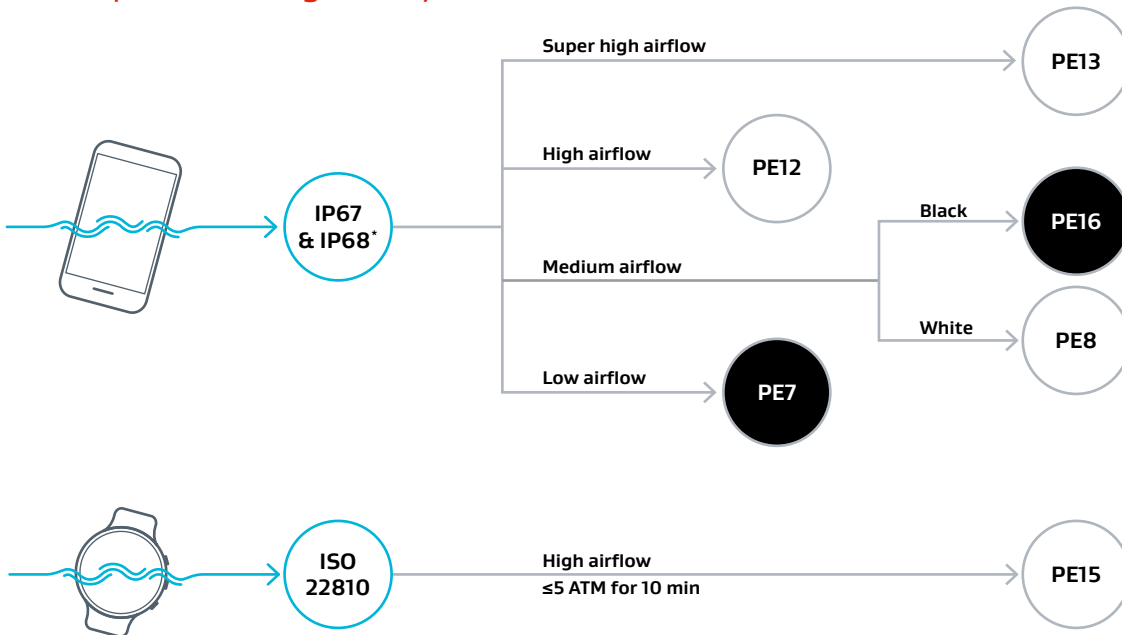 Super high airflow
PE13
High airflow
PE12
IP67
& IP68*
Black
PE16
Medium airflow
White
PE8
Low airflow
PE7
ISO
22810
High airflow
≤5 ATM for 10 min
PE15